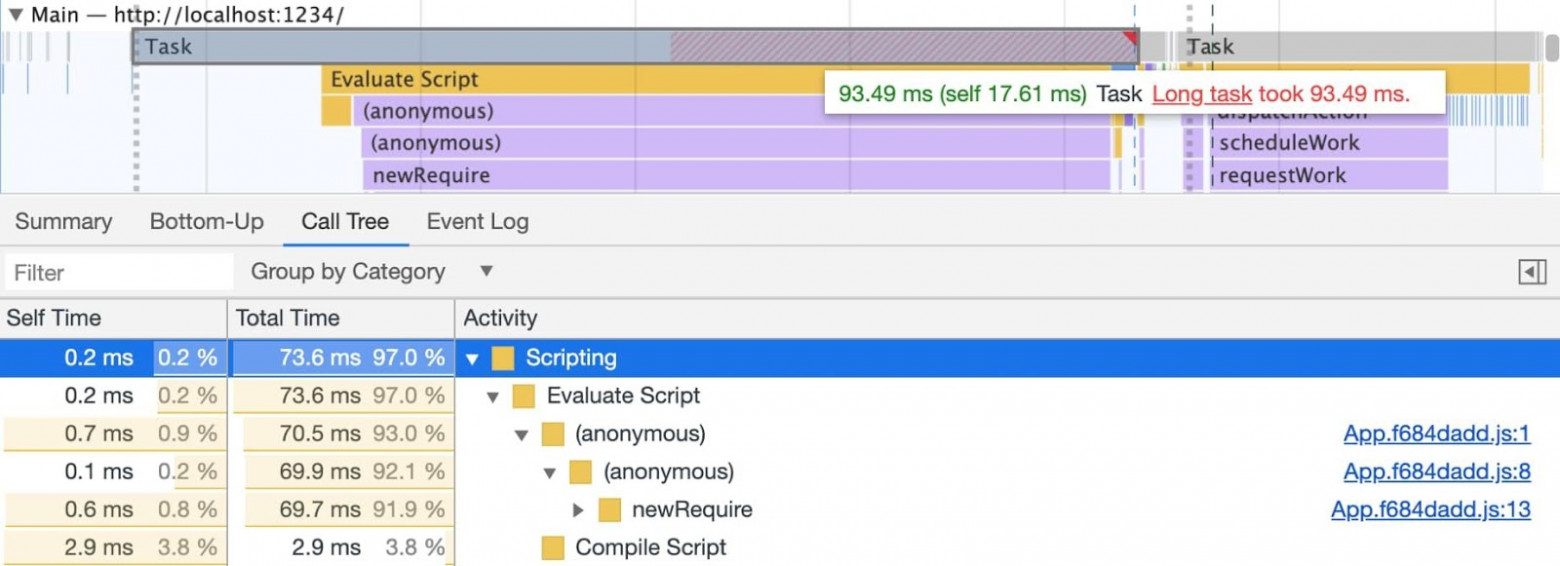 ▼ Main — http://localhost:1234/
Task
Task
Evaluate Script
93.49 ms (self 17.61 ms) Task Long task took 93.49 ms.
(anonymous)
dispatchAction
(anonymous)
scheduleWork
newRequire
requestWork
Summary Bottom-Up Call Tree Event Log
Filter Group by Category ▼
Self Time Total Time Activity
0.2 ms 0.2 % 73.6 ms 97.0 % ▼ Scripting
0.2 ms 0.2 % 73.6 ms 97.0 % ▼ Evaluate Script
0.7 ms 0.9 % 70.5 ms 93.0 % ▼ (anonymous) App.f684dadd.js:1
0.1 ms 0.2 % 69.9 ms 92.1 % ▼ (anonymous) App.f684dadd.js:8
0.6 ms 0.8 % 69.7 ms 91.9 % ▶ newRequire App.f684dadd.js:13
2.9 ms 3.8 % 2.9 ms 3.8 % Compile Script